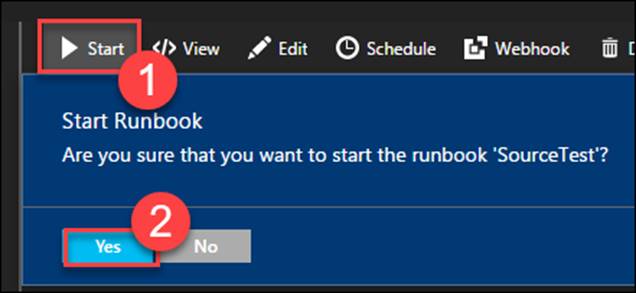 Start </> View Edit Schedule Webhook
1
Start Runbook
Are you sure that you want to start the runbook 'SourceTest'?
2
Yes No